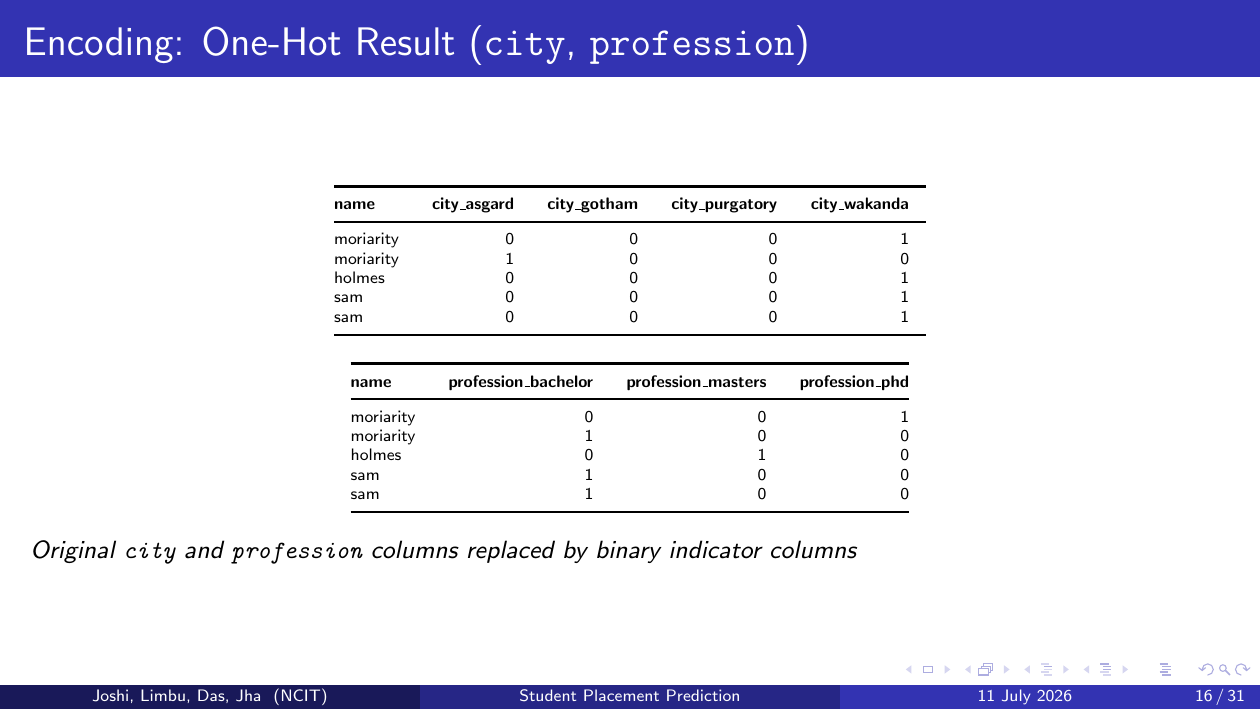 Encoding: One-Hot Result (city, profession)
name city_asgard city_gotham city_purgatory city_wakanda
moriarity 0 0 0 1
moriarity 1 0 0 0
holmes 0 0 0 1
sam 0 0 0 1
sam 0 0 0 1
name profession_bachelor profession_masters profession_phd
moriarity 0 0 1
moriarity 1 0 0
holmes 0 1 0
sam 1 0 0
sam 1 0 0
Original city and profession columns replaced by binary indicator columns
Joshi, Limbu, Das, Jha (NCIT) Student Placement Prediction 11 July 2026 16 / 31